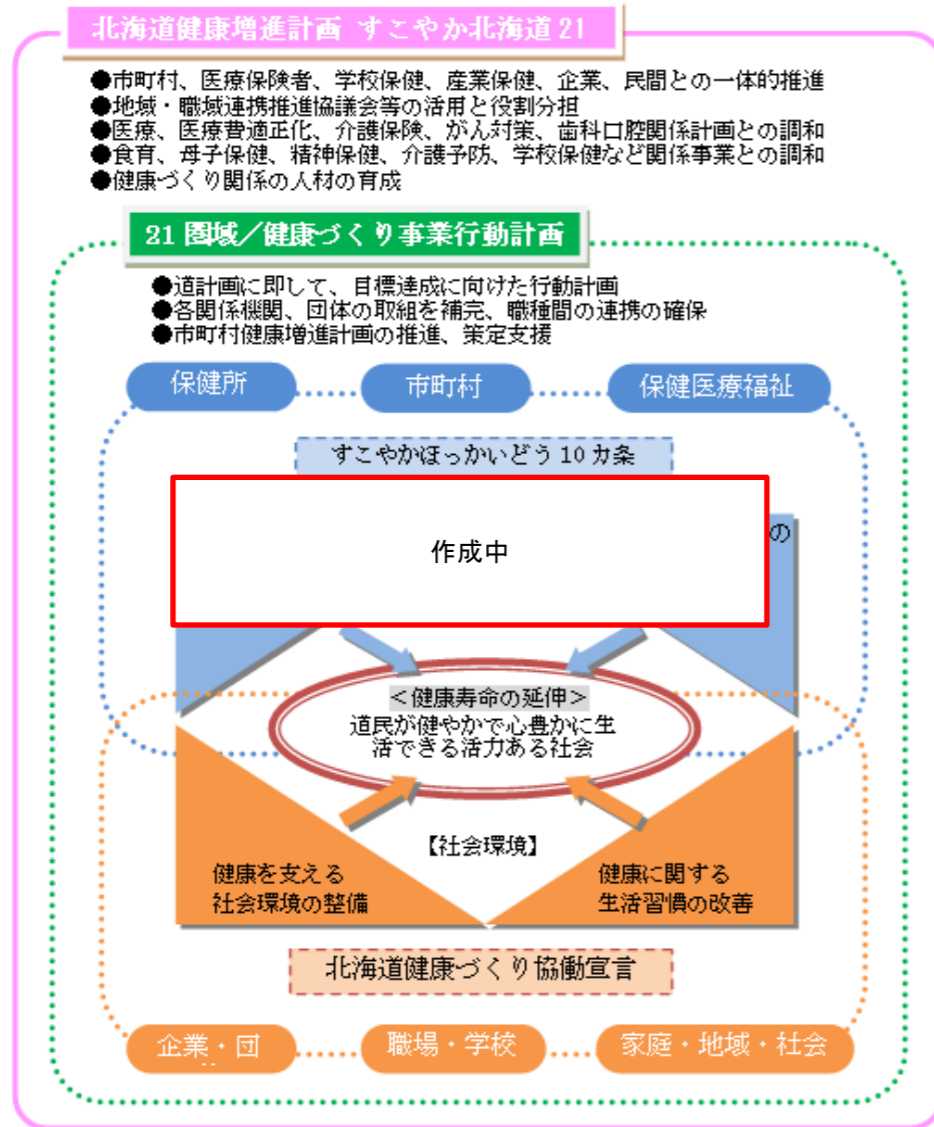 北海道健康増進計画 すこやか北海道21
●市町村、医療保険者、学校保健、産業保健、企業、民間との一体的推進
●地域・職域連携推進協議会等の活用と役割分担
●医療、医療費適正化、介護保険、がん対策、歯科口腔関係計画との調和
●食育、母子保健、精神保健、介護予防、学校保健など関係事業との調和
●健康づくり関係の人材の育成
21圏域/健康づくり事業行動計画
●道計画に即して、目標達成に向けた行動計画
●各関係機関、団体の取組を補完、職種間の連携の確保
●市町村健康増進計画の推進、策定支援
保健所
市町村
保健医療福祉
すこやかほっかいどう10カ条
作成中
の
<健康寿命の延伸>
道民が健やかで心豊かに生
活できる活力ある社会
【社会環境】
健康を支える
社会環境の整備
健康に関する
生活習慣の改善
北海道健康づくり協働宣言
企業・団
職場・学校
家庭・地域・社会